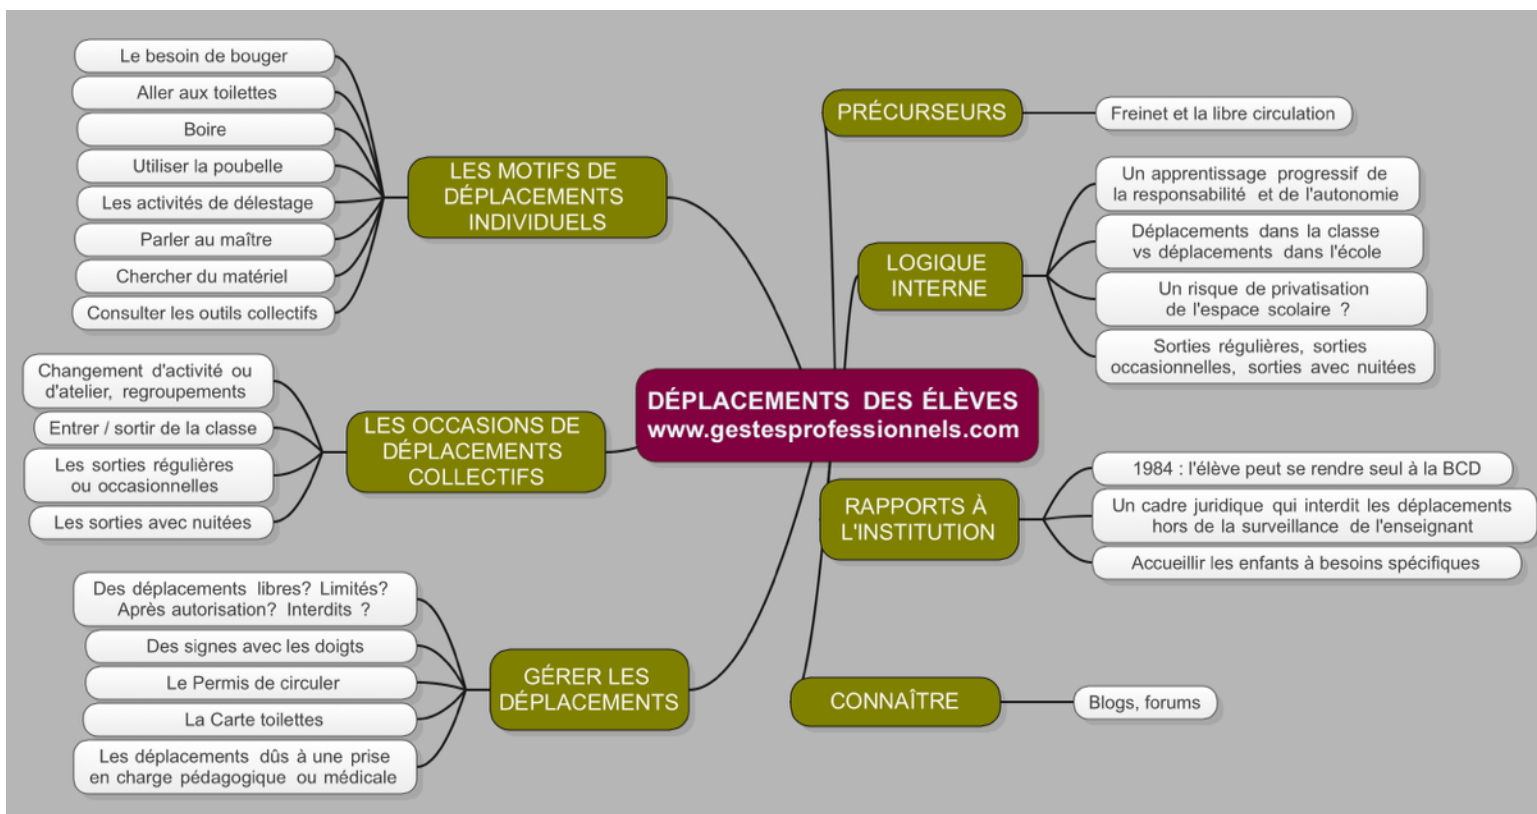 DÉPLACEMENTS DES ÉLÈVES
www.gestesprofessionnels.com
LES MOTIFS DE
DÉPLACEMENTS
INDIVIDUELS
Le besoin de bouger
Aller aux toilettes
Boire
Utiliser la poubelle
Les activités de délestage
Parler au maître
Chercher du matériel
Consulter les outils collectifs
LES OCCASIONS DE
DÉPLACEMENTS
COLLECTIFS
Changement d'activité ou
d'atelier, regroupements
Entrer / sortir de la classe
Les sorties régulières
ou occasionnelles
Les sorties avec nuitées
GÉRER LES
DÉPLACEMENTS
Des déplacements libres? Limités?
Après autorisation? Interdits ?
Des signes avec les doigts
Le Permis de circuler
La Carte toilettes
Les déplacements dûs à une prise
en charge pédagogique ou médicale
PRÉCURSEURS
Freinet et la libre circulation
LOGIQUE
INTERNE
Un apprentissage progressif de
la responsabilité et de l'autonomie
Déplacements dans la classe
vs déplacements dans l'école
Un risque de privatisation
de l'espace scolaire ?
Sorties régulières, sorties
occasionnelles, sorties avec nuitées
RAPPORTS À
L'INSTITUTION
1984 : l'élève peut se rendre seul à la BCD
Un cadre juridique qui interdit les déplacements
hors de la surveillance de l'enseignant
Accueillir les enfants à besoins spécifiques
CONNAÎTRE
Blogs, forums